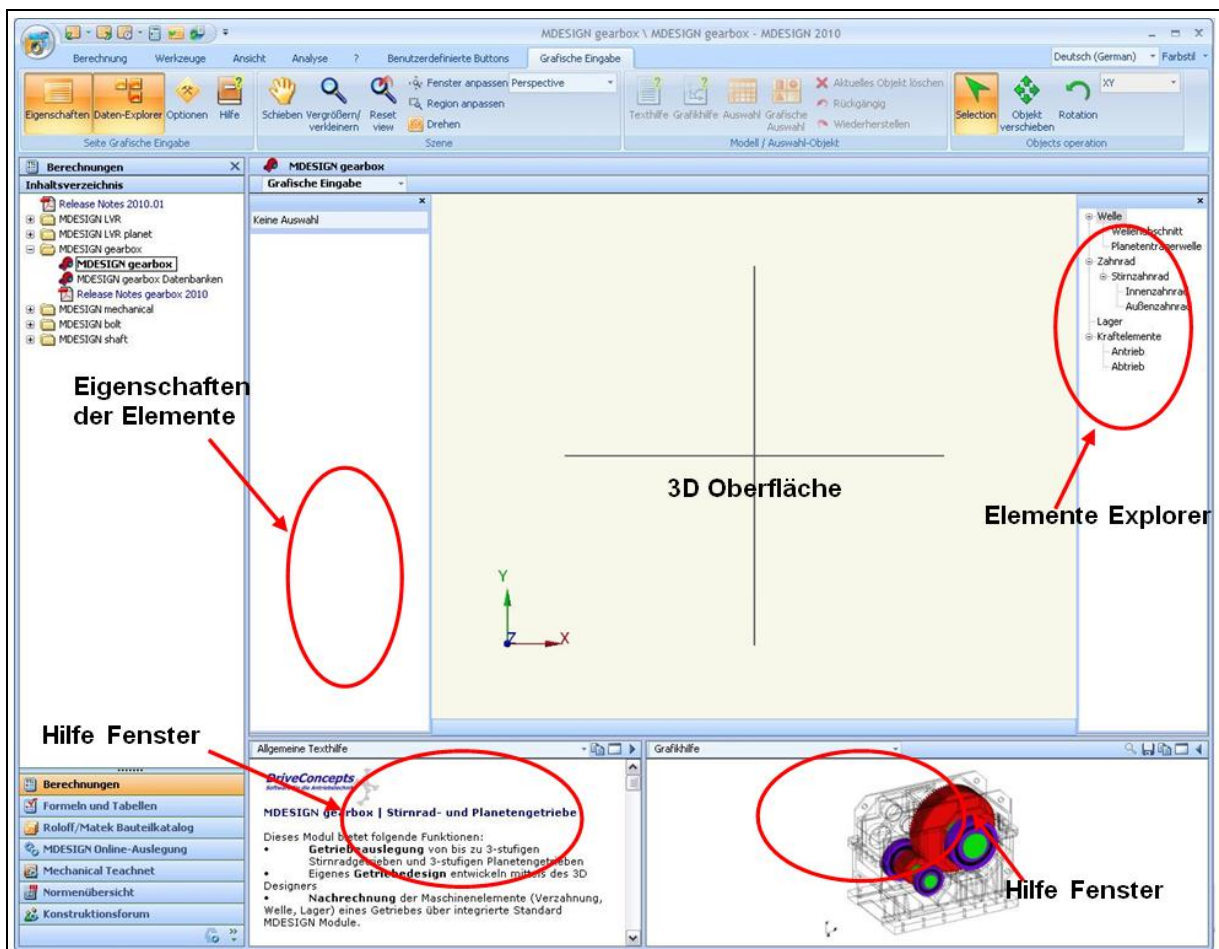 MDESIGN gearbox \ MDESIGN gearbox - MDESIGN 2010
Berechnung Werkzeuge Ansicht Analyse ? Benutzerdefinierte Buttons Grafische Eingabe
Deutsch (German) Farbstil
Eigenschaften Daten-Explorer Optionen Hilfe
Seite Grafische Eingabe
Schieben Vergrößern/ verkleinern Reset view
Fenster anpassen Perspective
Region anpassen
Drehen
Szene
Texthilfe Grafikhilfe Auswahl Grafische Auswahl
Aktuelles Objekt löschen
Rückgängig
Wiederherstellen
Modell / Auswahl-Objekt
Selection Objekt verschieben Rotation
XY
Objects operation
Berechnungen
Inhaltsverzeichnis
Release Notes 2010.01
MDESIGN LVR
MDESIGN LVR planet
MDESIGN gearbox
MDESIGN gearbox
MDESIGN gearbox Datenbanken
Release Notes gearbox 2010
MDESIGN mechanical
MDESIGN bolt
MDESIGN shaft
MDESIGN gearbox
Grafische Eingabe
Keine Auswahl
Welle
Wellenabschnitt
Planetenträgerwelle
Zahnrad
Stirnzahnrad
Innenzahnrad
Außenzahnrad
Lager
Kraftelemente
Antrieb
Abtrieb
Eigenschaften
der Elemente
3D Oberfläche
Elemente Explorer
Y
Z
X
Hilfe Fenster
Berechnungen
Formeln und Tabellen
Roloff/Matek Bauteilkatalog
MDESIGN Online-Auslegung
Mechanical Teachnet
Normenübersicht
Konstruktionsforum
Allgemeine Texthilfe
DriveConcepts
Software für die Antriebstechnik
MDESIGN gearbox | Stirnrad- und Planetengetriebe
Dieses Modul bietet folgende Funktionen:
• Getriebeauslegung von bis zu 3-stufigen
Stirnradgetrieben und 3-stufigen Planetengetrieben
• Eigenes Getriebedesign entwickeln mittels des 3D
Designers
• Nachrechnung der Maschinenelemente (Verzahnung,
Welle, Lager) eines Getriebes über integrierte Standard
MDESIGN Module.
Grafikhilfe
Hilfe Fenster